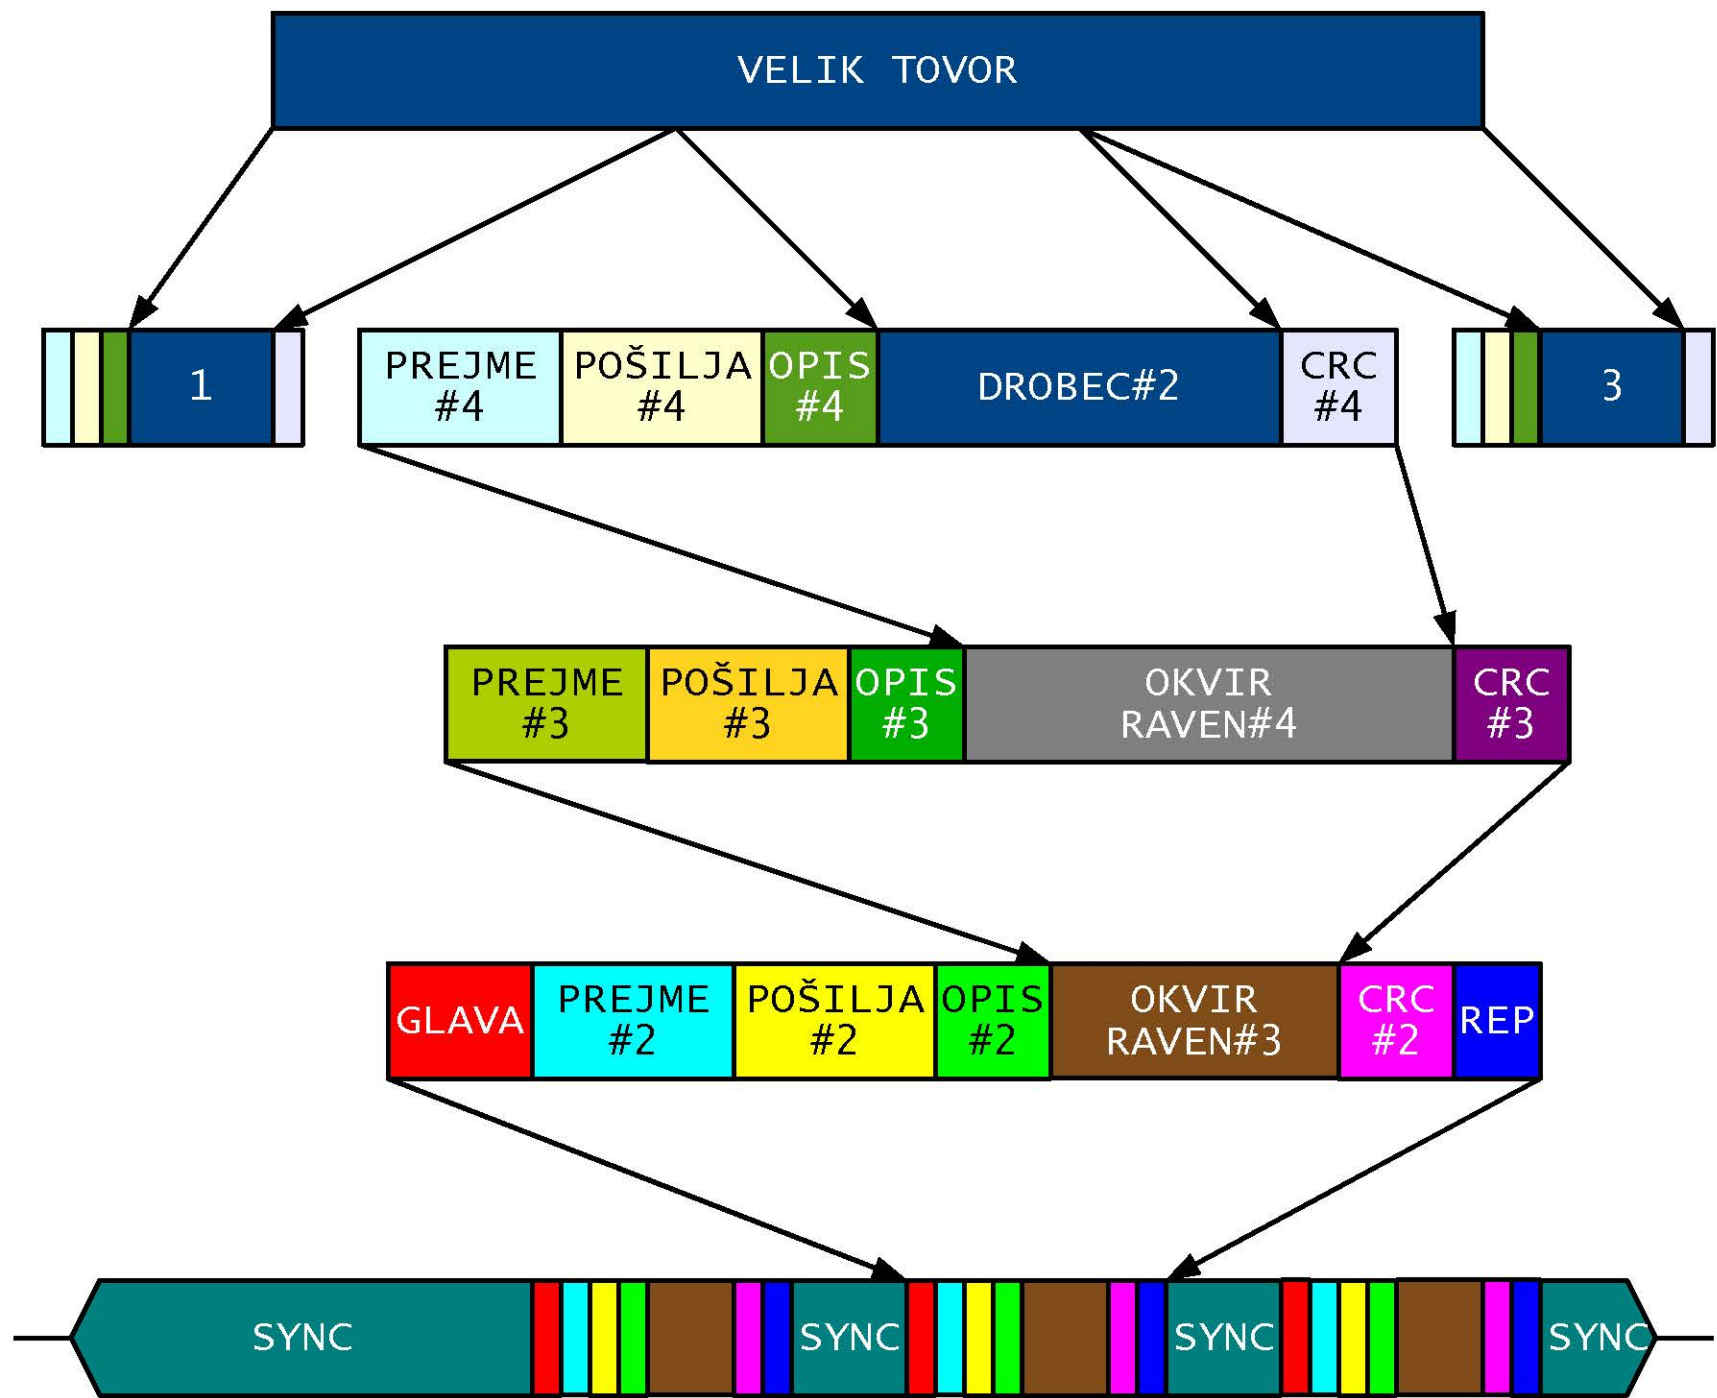 VELIK TOVOR
1
PREJME
#4
POŠILJA
#4
OPIS
#4
DROBEC#2
CRC
#4
3
PREJME
#3
POŠILJA
#3
OPIS
#3
OKVIR
RAVEN#4
CRC
#3
GLAVA
PREJME
#2
POŠILJA
#2
OPIS
#2
OKVIR
RAVEN#3
CRC
#2
REP
SYNC
SYNC
SYNC
SYNC